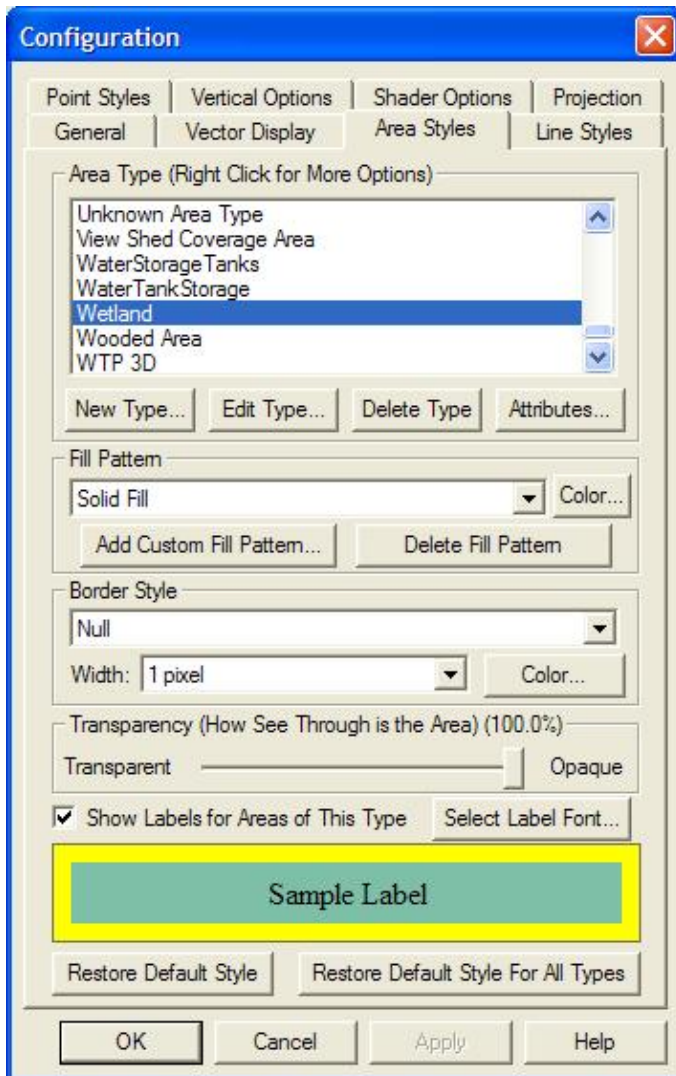 Configuration
Point Styles Vertical Options Shader Options Projection
General Vector Display Area Styles Line Styles
Area Type (Right Click for More Options)
Unknown Area Type
View Shed Coverage Area
WaterStorageTanks
WaterTankStorage
Wetland
Wooded Area
WTP 3D
New Type... Edit Type... Delete Type Attributes...
Fill Pattern
Solid Fill Color...
Add Custom Fill Pattern... Delete Fill Pattern
Border Style
Null
Width: 1 pixel Color...
Transparency (How See Through is the Area) (100.0%)
Transparent Opaque
Show Labels for Areas of This Type Select Label Font...
Sample Label
Restore Default Style Restore Default Style For All Types
OK Cancel Apply Help